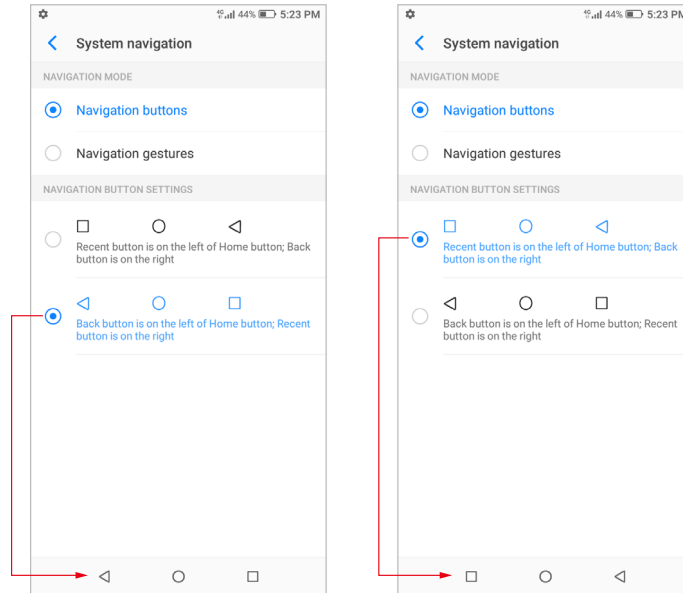 4G 44% 5:23 PM
System navigation
NAVIGATION MODE
Navigation buttons
Navigation gestures
NAVIGATION BUTTON SETTINGS
Recent button is on the left of Home button; Back
button is on the right
Back button is on the left of Home button; Recent
button is on the right
4G 44% 5:23 PM
System navigation
NAVIGATION MODE
Navigation buttons
Navigation gestures
NAVIGATION BUTTON SETTINGS
Recent button is on the left of Home button; Back
button is on the right
Back button is on the left of Home button; Recent
button is on the right